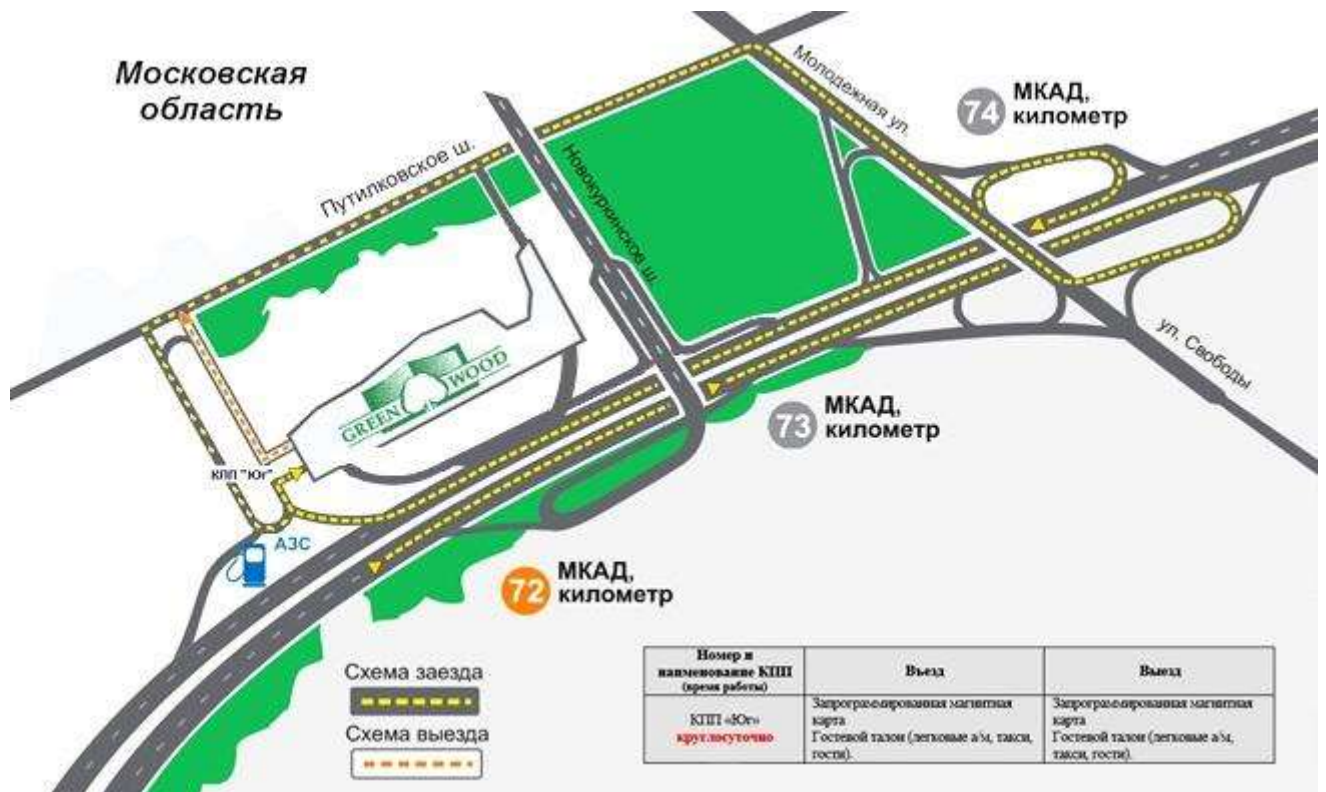 Московская
область
Путилковское ш.
Новокуркинское ш.
Молодежная ул.
74
МКАД,
километр
ул. Свободы
GREEN WOOD
КПП "Юг"
73
МКАД,
километр
АЗС
72
МКАД,
километр
Схема заезда
Схема выезда
Номер и
наименование КПП
(время работы)
Въезд
Выезд
КПП «Юг»
круглосуточно
Запрограммированная магнитная
карта
Гостевой талон (легковые а/м, такси,
гости).
Запрограммированная магнитная
карта
Гостевой талон (легковые а/м,
такси, гости).